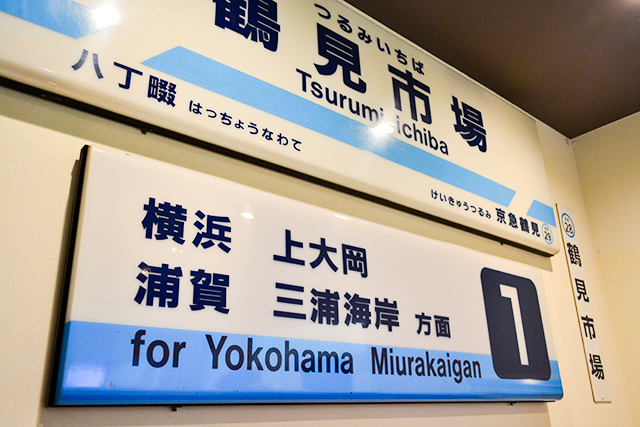 つるみいちば
鶴見市場
Tsurumi-ichiba
八丁畷
はっちょうなわて
けいきゅうつるみ 京急鶴見 29
横浜 上大岡
浦賀 三浦海岸 方面
1
for Yokohama Miurakaigan
28
鶴見市場